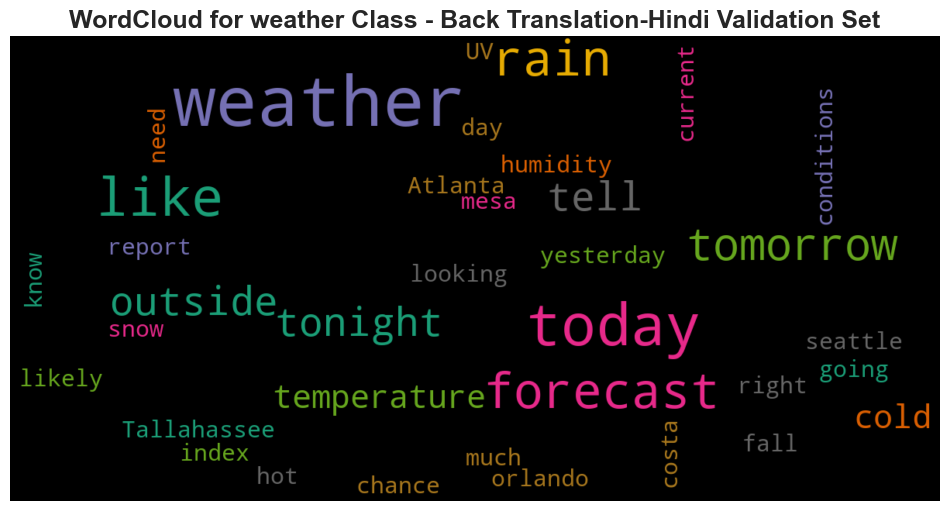 WordCloud for weather Class - Back Translation-Hindi Validation Set
UV
rain
current
weather
conditions
need
day
humidity
like
Atlanta
mesa
tell
report
yesterday
tomorrow
know
looking
outside
snow
tonight
today
seattle
likely
temperature
forecast
right
going
cold
Tallahassee
index
hot
chance
much
orlando
costa
fall